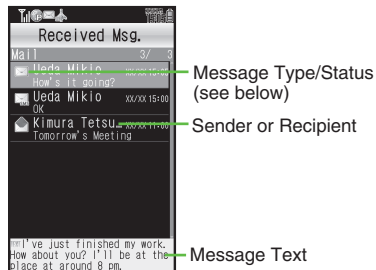 Received Msg.
Mail 3/ 3
Ueda Mikio XX/XX 15:05
How's it going?
Ueda Mikio XX/XX 15:00
OK
Kimura Tetsu… XX/XX 11:00
Tomorrow's Meeting
I've just finished my work.
How about you? I'll be at the
place at around 8 pm.
Message Type/Status
(see below)
Sender or Recipient
Message Text